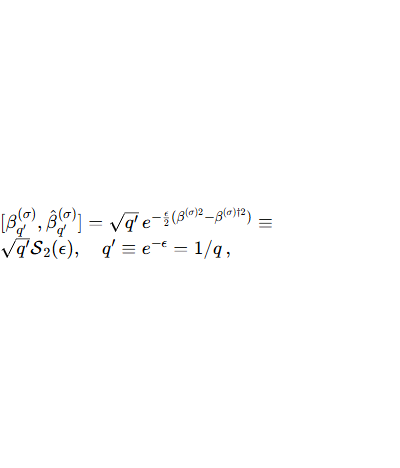 $[\beta_{q'}^{(\sigma)}, \hat{\beta}_{q'}^{(\sigma)}] = \sqrt{q'}\, e^{-\frac{\epsilon}{2}(\beta^{(\sigma)2} - \beta^{(\sigma)\dagger 2})} \equiv$
$\sqrt{q'} \mathcal{S}_2(\epsilon), \quad q' \equiv e^{-\epsilon} = 1/q\,,$